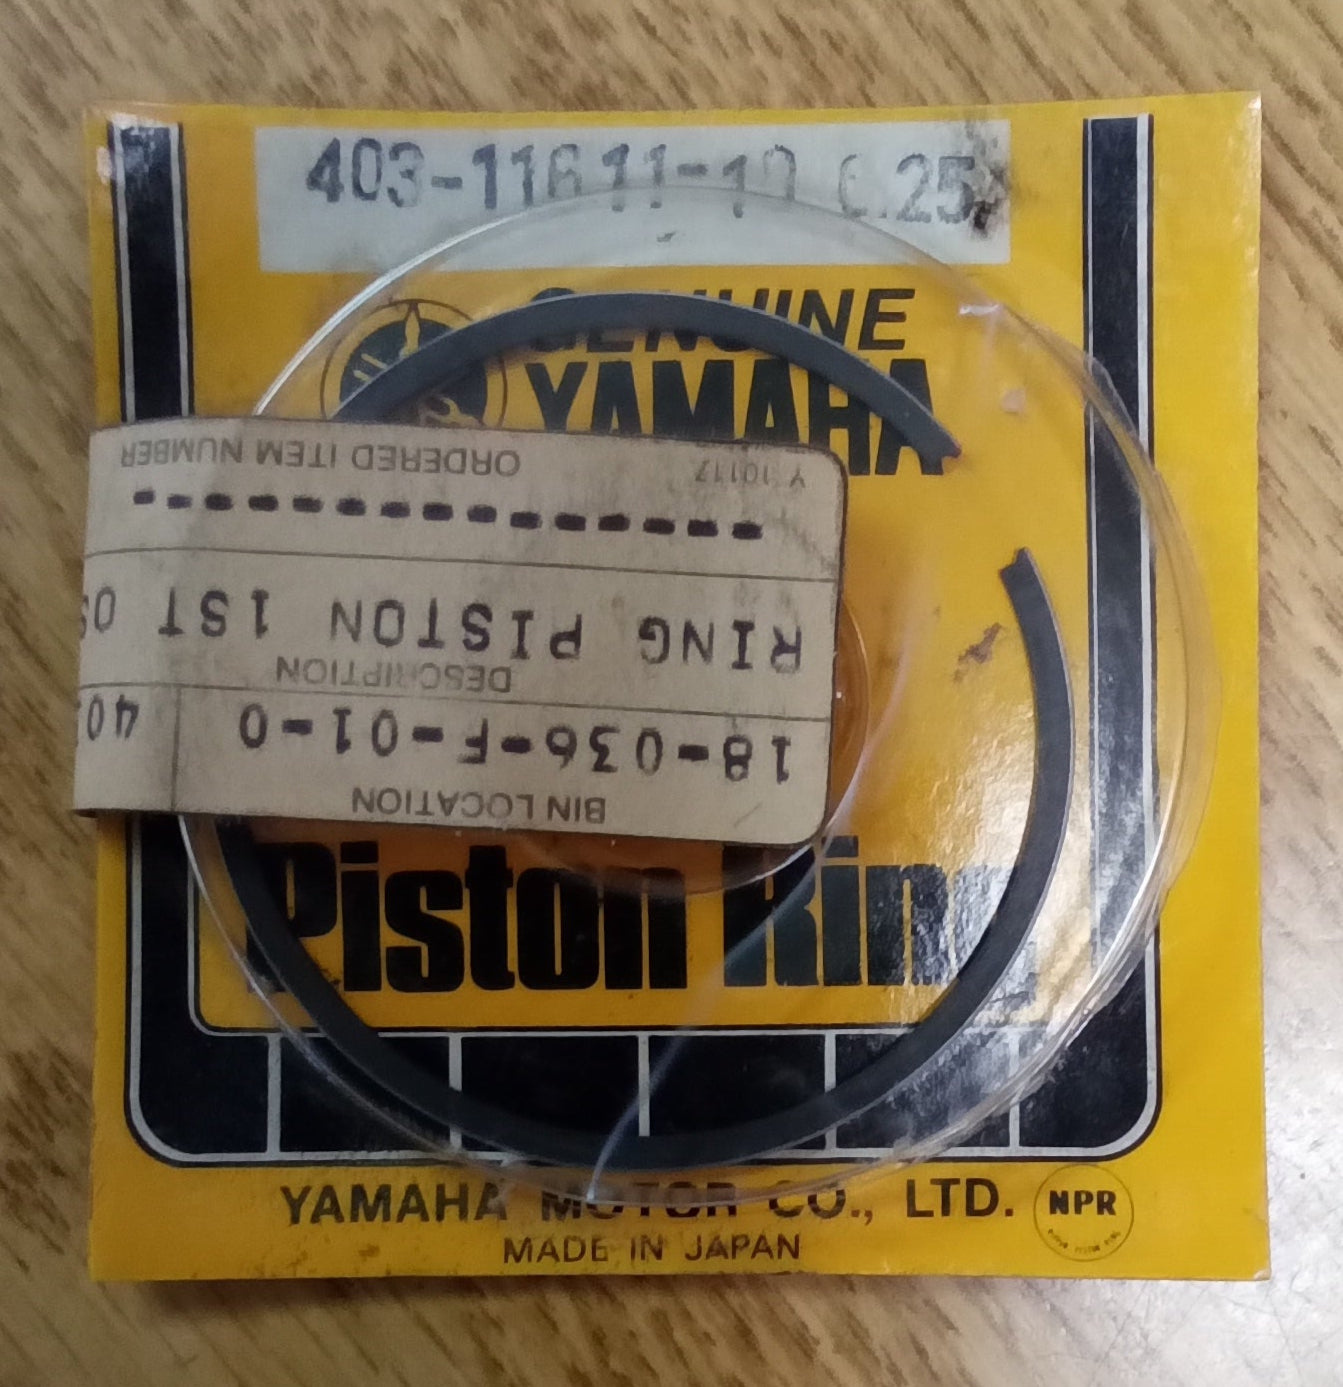 403-11611-10 0.25
GENUINE
YAMAHA
Y 10117
ORDERED ITEM NUMBER
----------------
RING PISTON 1ST
DESCRIPTION
18-036-F-01-0
BIN LOCATION
Piston Ring
YAMAHA MOTOR CO., LTD.
NPR
MADE IN JAPAN